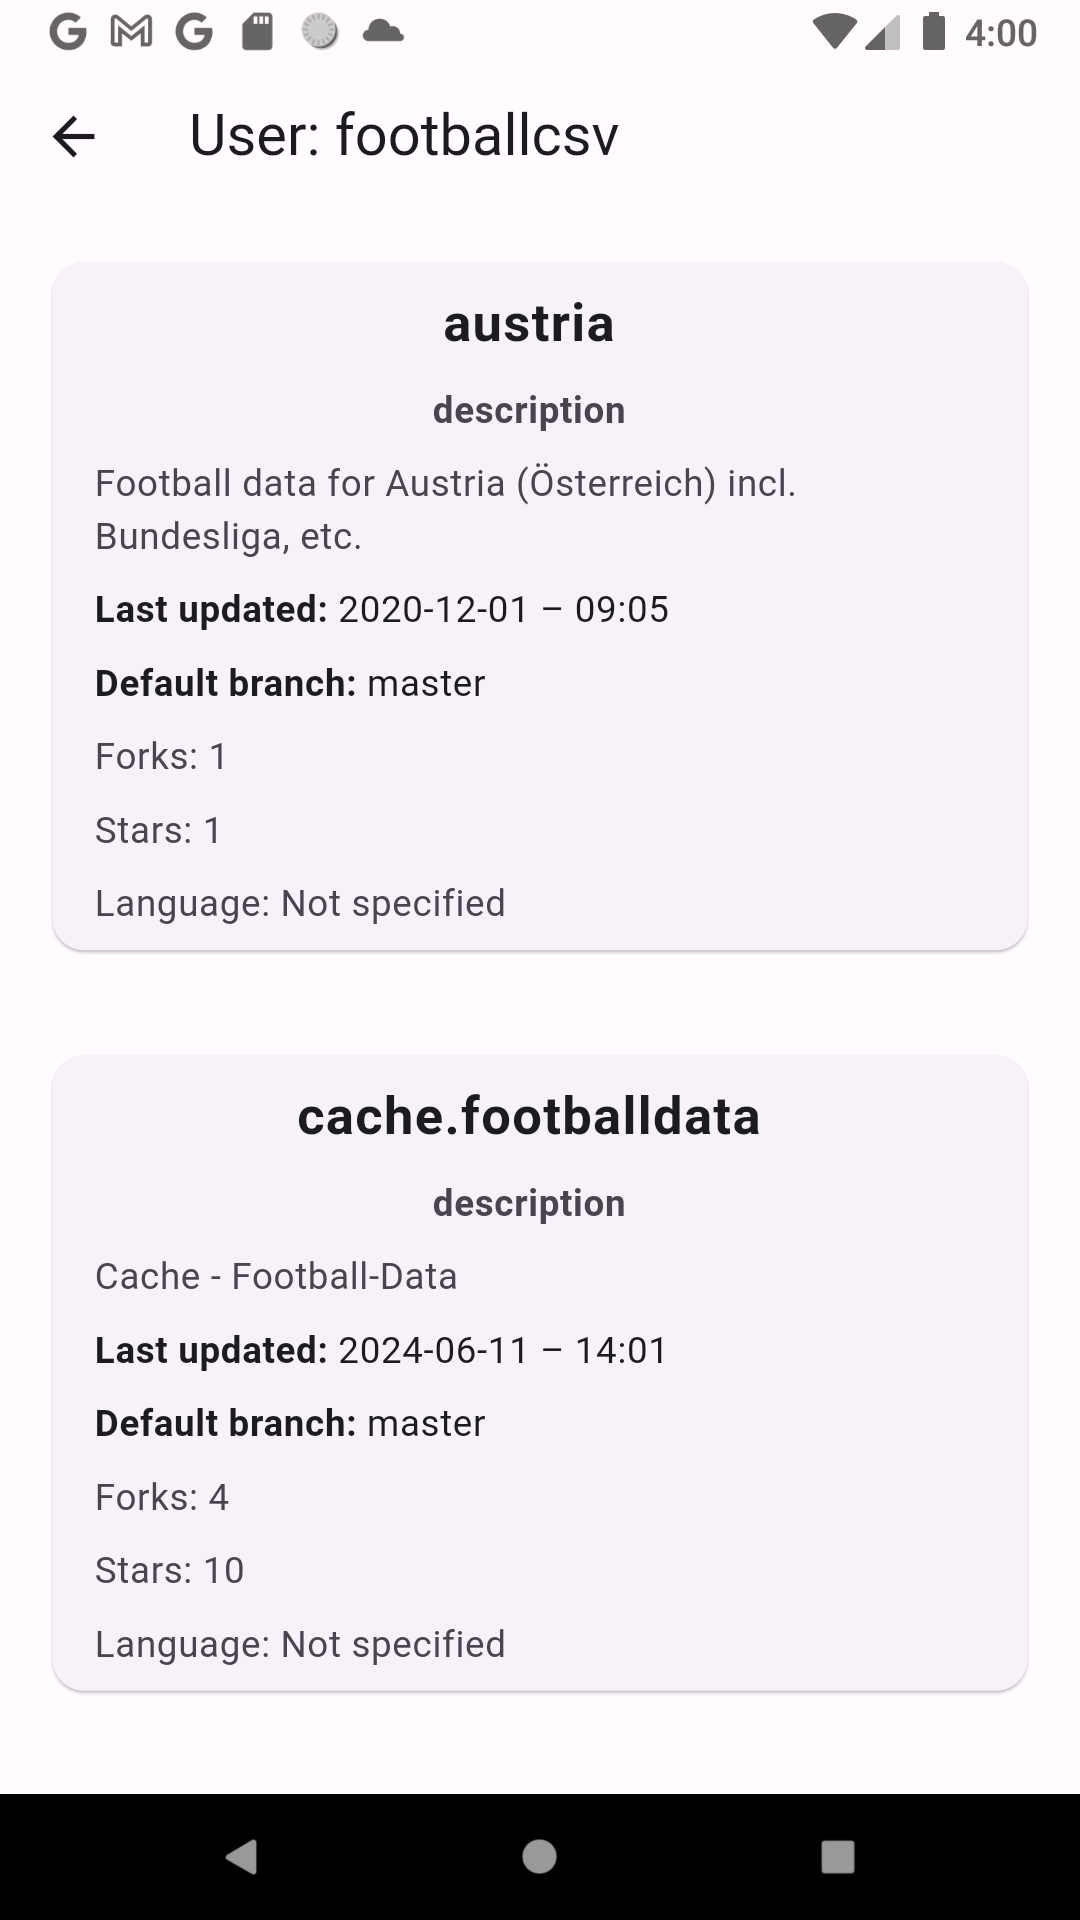 4:00
User: footballcsv
austria
description
Football data for Austria (Österreich) incl.
Bundesliga, etc.
Last updated: 2020-12-01 – 09:05
Default branch: master
Forks: 1
Stars: 1
Language: Not specified
cache.footballdata
description
Cache - Football-Data
Last updated: 2024-06-11 – 14:01
Default branch: master
Forks: 4
Stars: 10
Language: Not specified